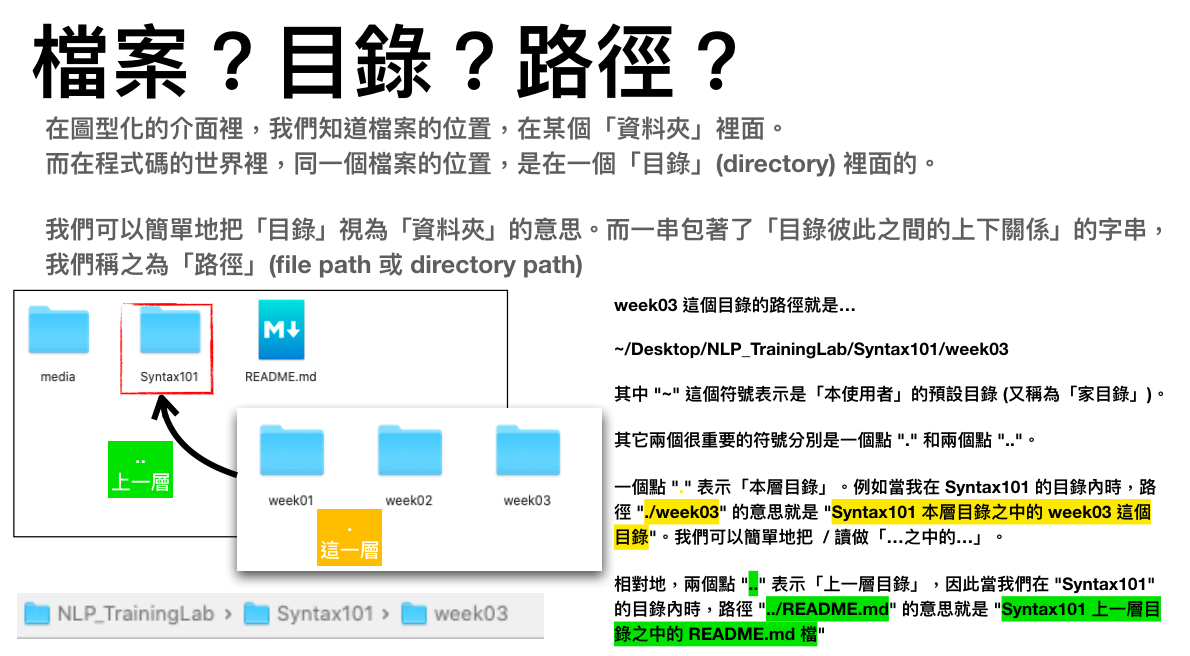 檔案？目錄？路徑？
在圖型化的介面裡，我們知道檔案的位置，在某個「資料夾」裡面。
而在程式碼的世界裡，同一個檔案的位置，是在一個「目錄」(directory) 裡面的。
我們可以簡單地把「目錄」視為「資料夾」的意思。而一串包著了「目錄彼此之間的上下關係」的字串，
我們稱之為「路徑」(file path 或 directory path)
M
media
Syntax101
README.md
..
上一層
week01
week02
week03
.
這一層
NLP_TrainingLab › Syntax101 › week03
week03 這個目錄的路徑就是…
~/Desktop/NLP_TrainingLab/Syntax101/week03
其中 "~" 這個符號表示是「本使用者」的預設目錄 (又稱為「家目錄」)。
其它兩個很重要的符號分別是一個點 "." 和兩個點 ".."。
一個點 "." 表示「本層目錄」。例如當我在 Syntax101 的目錄內時，路
徑 "./week03" 的意思就是 "Syntax101 本層目錄之中的 week03 這個
目錄"。我們可以簡單地把 / 讀做「…之中的…」。
相對地，兩個點 ".." 表示「上一層目錄」，因此當我們在 "Syntax101"
的目錄內時，路徑 "../README.md" 的意思就是 "Syntax101 上一層目
錄之中的 README.md 檔"